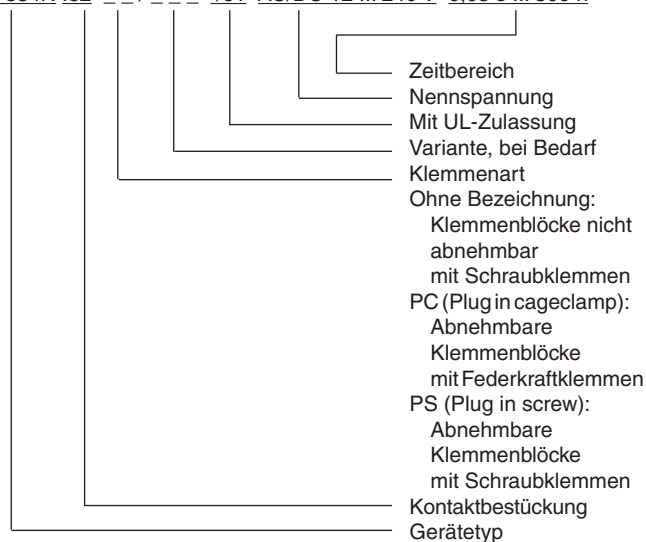 Zeitbereich
Nennspannung
Mit UL-Zulassung
Variante, bei Bedarf
Klemmenart
Ohne Bezeichnung:
Klemmenblöcke nicht
abnehmbar
mit Schraubklemmen
PC (Plug in cageclamp):
Abnehmbare
Klemmenblöcke
mit Federkraftklemmen
PS (Plug in screw):
Abnehmbare
Klemmenblöcke
mit Schraubklemmen
Kontaktbestückung
Gerätetyp